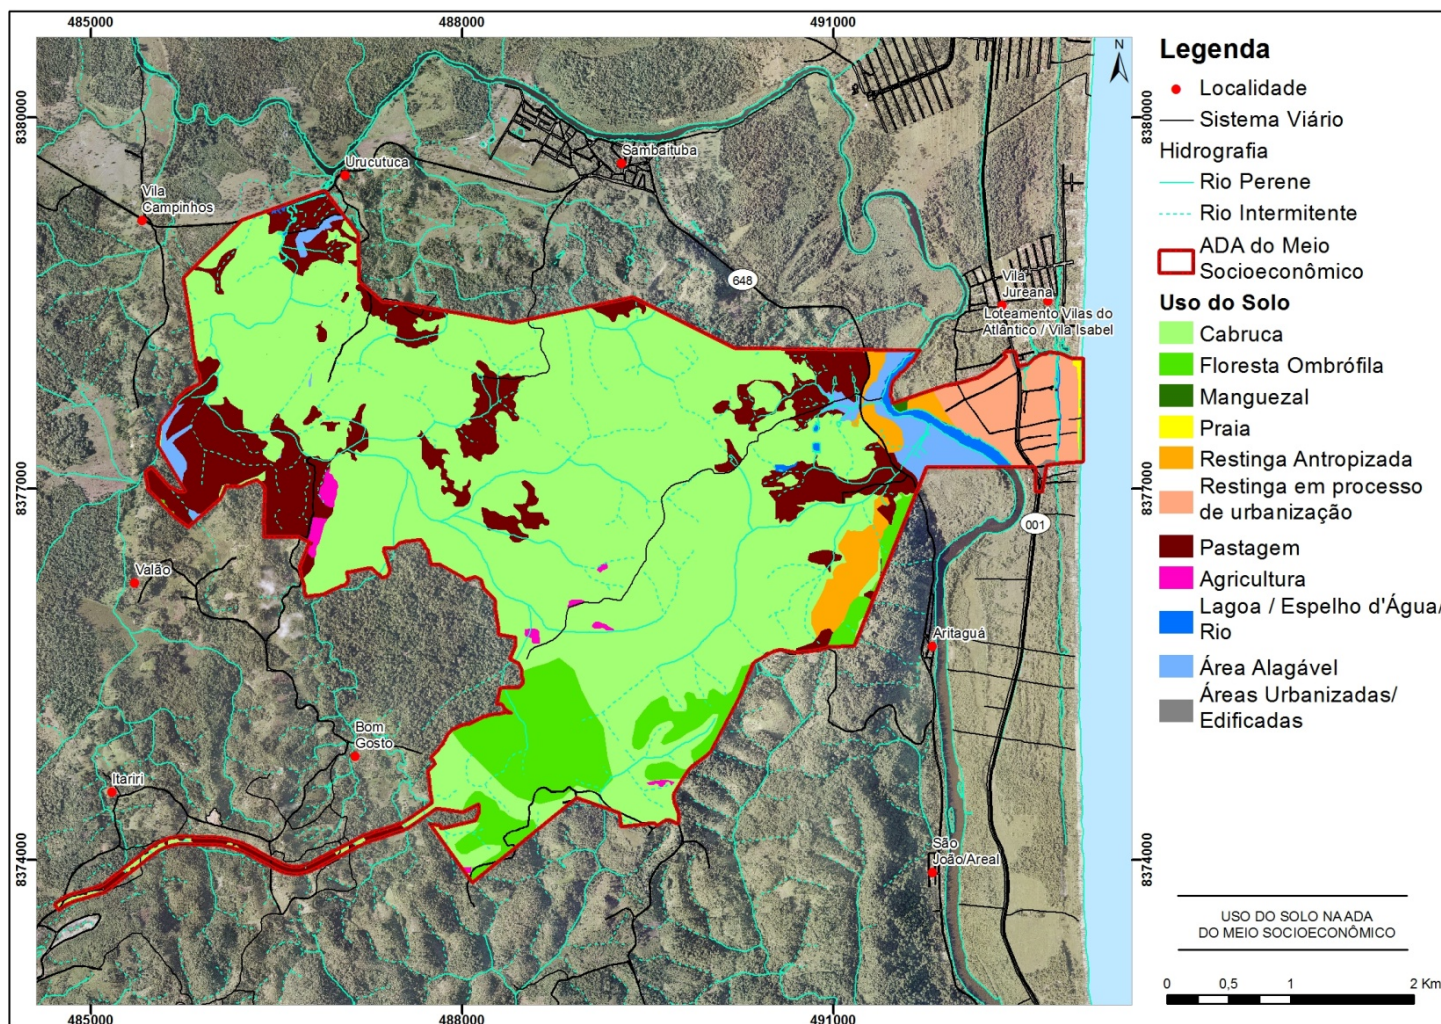 485000
488000
491000
8380000
8380000
N
Legenda
Localidade
Sistema Viário
Hidrografia
Rio Perene
Rio Intermitente
ADA do Meio
Socioeconômico
Uso do Solo
Cabruca
Floresta Ombrófila
Manguezal
Praia
Restinga Antropizada
Restinga em processo
de urbanização
Pastagem
Agricultura
Lagoa / Espelho d'Água/
Rio
Área Alagável
Áreas Urbanizadas/
Edificadas
Sambaituba
Urucutuca
Vila
Campinhos
648
Vila
Jureana
Loteamento Vilas do
Atlântico / Vila Isabel
8377000
8377000
001
Valão
Aritaguá
Bom
Gosto
Itariri
São
João/Areal
8374000
8374000
USO DO SOLO NA ADA
DO MEIO SOCIOECONÔMICO
0 0,5 1 2 Km
485000
488000
491000